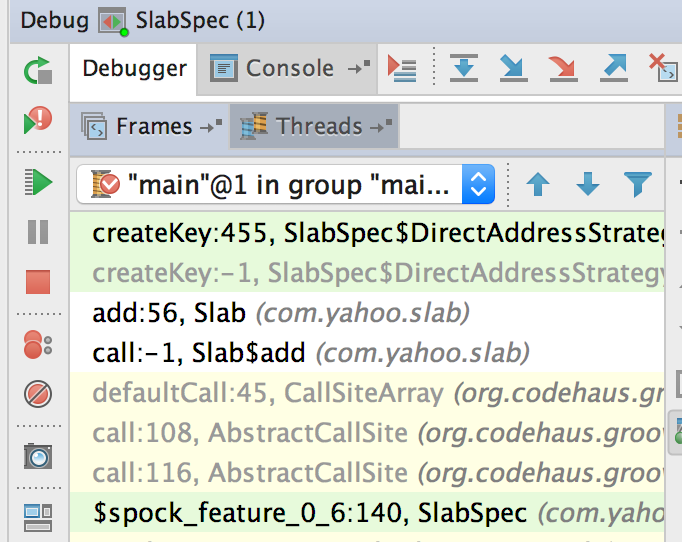 Debug SlabSpec (1)
Debugger Console
Frames Threads
"main"@1 in group "mai...
createKey:455, SlabSpec$DirectAddressStrateg
createKey:-1, SlabSpec$DirectAddressStrategy
add:56, Slab (com.yahoo.slab)
call:-1, Slab$add (com.yahoo.slab)
defaultCall:45, CallSiteArray (org.codehaus.gr
call:108, AbstractCallSite (org.codehaus.groov
call:116, AbstractCallSite (org.codehaus.groov
$spock_feature_0_6:140, SlabSpec (com.yaho